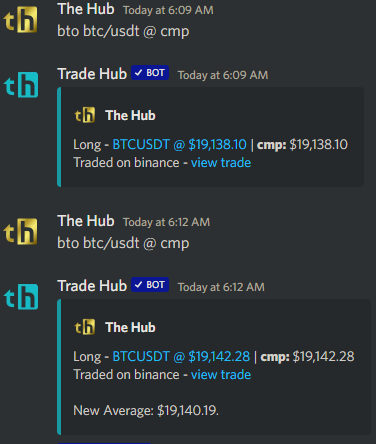 The Hub Today at 6:09 AM
bto btc/usdt @ cmp
Trade Hub ✓ BOT Today at 6:09 AM
th The Hub
Long - BTCUSDT @ $19,138.10 | cmp: $19,138.10
Traded on binance - view trade
The Hub Today at 6:12 AM
bto btc/usdt @ cmp
Trade Hub ✓ BOT Today at 6:12 AM
th The Hub
Long - BTCUSDT @ $19,142.28 | cmp: $19,142.28
Traded on binance - view trade
New Average: $19,140.19.